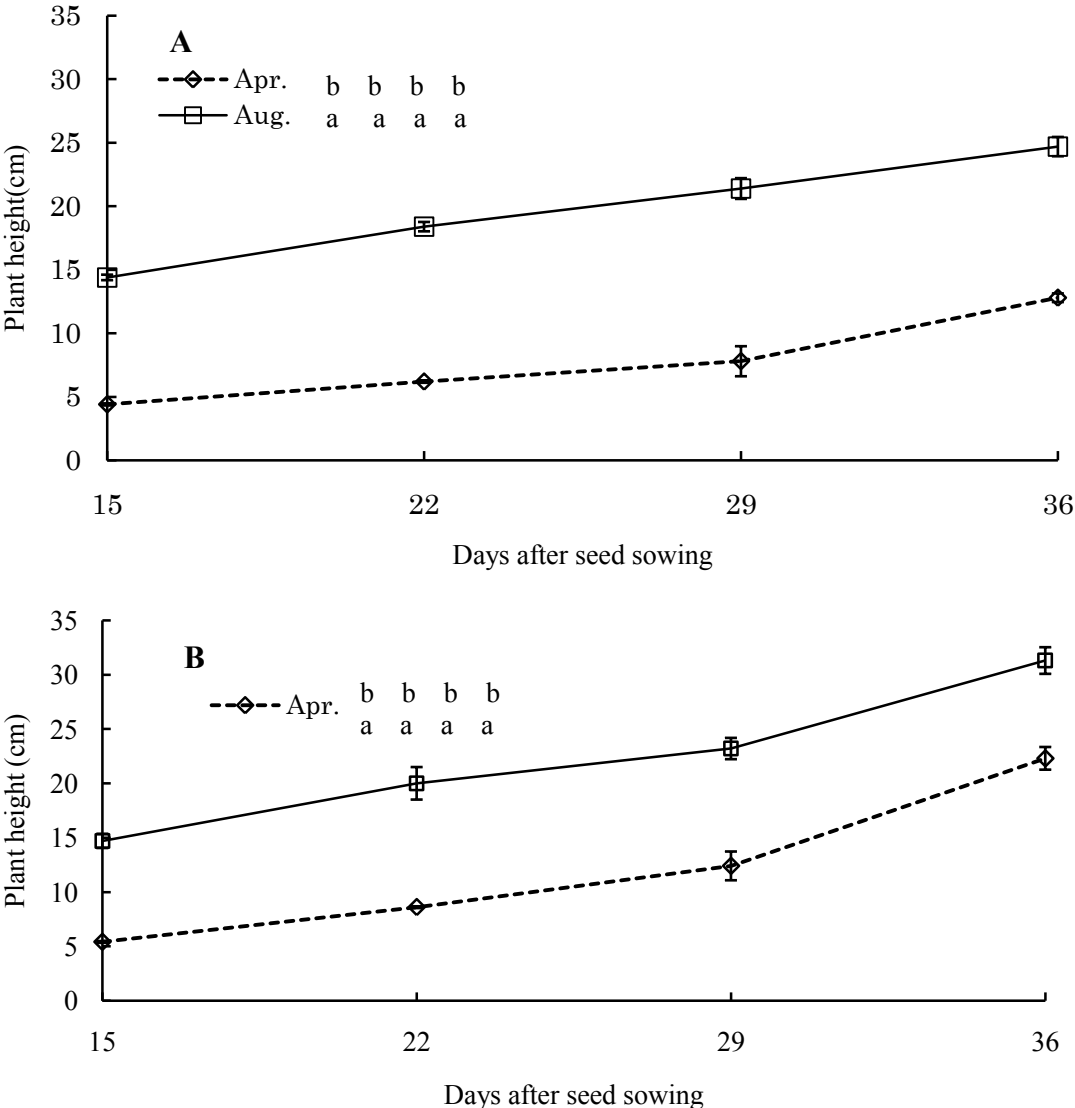 35
A
30
Apr. b b b b
Aug. a a a a
25
20
15
10
5
0
Plant height(cm)
15 22 29 36
Days after seed sowing
35
B
30
Apr. b b b b
a a a a
25
20
15
10
5
0
Plant height (cm)
15 22 29 36
Days after seed sowing